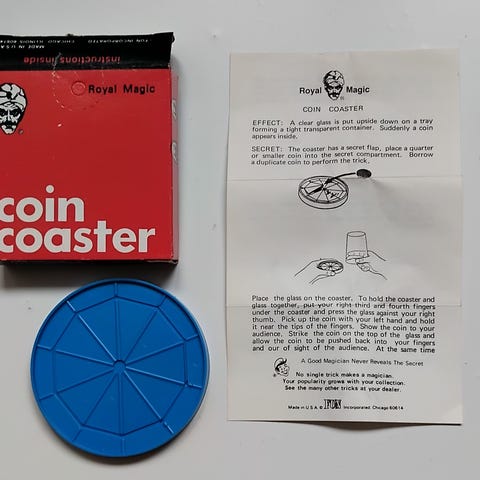 MADE IN U.S.A. FUN INCORPORATED CHICAGO ILLINOIS
instructions inside
Royal Magic
coin
coaster
Royal Magic
®
COIN COASTER
EFFECT: A clear glass is put upside down on a tray
forming a tight transparent container. Suddenly a coin
appears inside.
SECRET: The coaster has a secret flap, place a quarter
or smaller coin into the secret compartment. Borrow
a duplicate coin to perform the trick.
Place the glass on the coaster. To hold the coaster and
glass together, put your right third and fourth fingers
under the coaster and press the glass against your right
thumb. Pick up the coin with your left hand and hold
it near the tips of the fingers. Show the coin to your
audience. Strike the coin on the top of the glass and
allow the coin to be pushed back into your fingers
and our of sight of the audience. At the same time
A Good Magician Never Reveals The Secret
No single trick makes a magician.
Your popularity grows with your collection.
See the many other tricks at your dealer.
Made in U.S.A. © FUN Incorporated, Chicago 60614